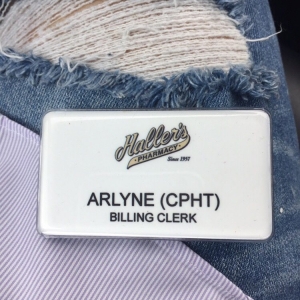 Haller's
PHARMACY
Since 1957
ARLYNE (CPHT)
BILLING CLERK